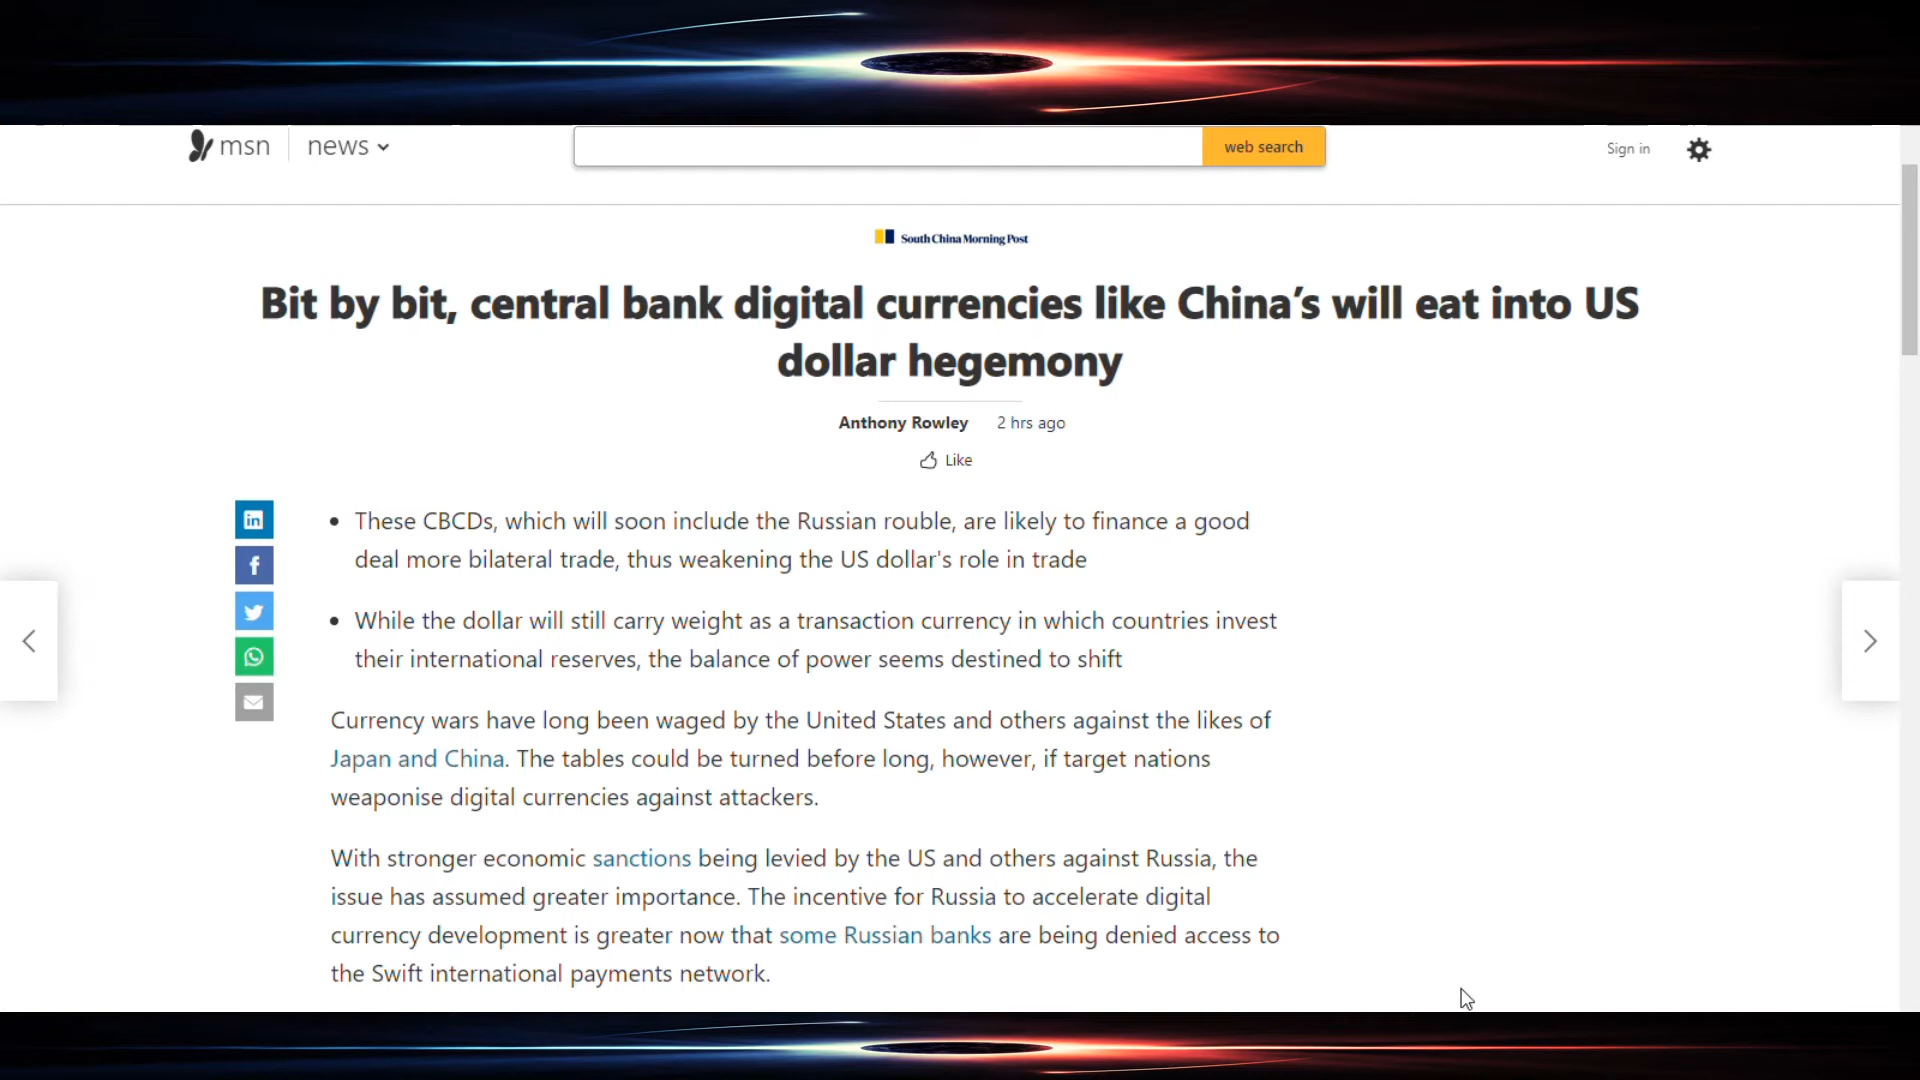 msn
news
web search
Sign in
South China Morning Post
Bit by bit, central bank digital currencies like China’s will eat into US
dollar hegemony
Anthony Rowley 2 hrs ago
Like
• These CBCDs, which will soon include the Russian rouble, are likely to finance a good
deal more bilateral trade, thus weakening the US dollar's role in trade
• While the dollar will still carry weight as a transaction currency in which countries invest
their international reserves, the balance of power seems destined to shift
Currency wars have long been waged by the United States and others against the likes of
Japan and China. The tables could be turned before long, however, if target nations
weaponise digital currencies against attackers.
With stronger economic sanctions being levied by the US and others against Russia, the
issue has assumed greater importance. The incentive for Russia to accelerate digital
currency development is greater now that some Russian banks are being denied access to
the Swift international payments network.